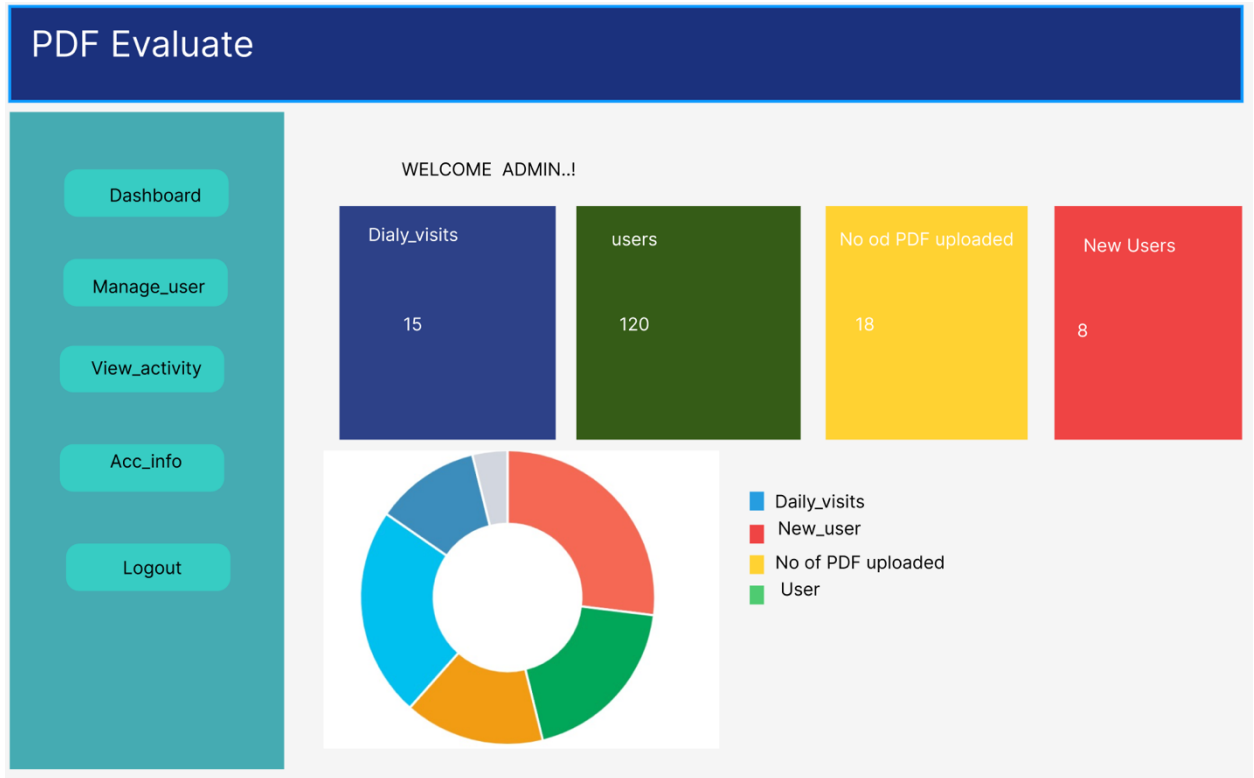 PDF Evaluate
Dashboard
Manage_user
View_activity
Acc_info
Logout
WELCOME  ADMIN..!
Dialy_visits
15
users
120
No od PDF uploaded
18
New Users
8
Daily_visits
New_user
No of PDF uploaded
User